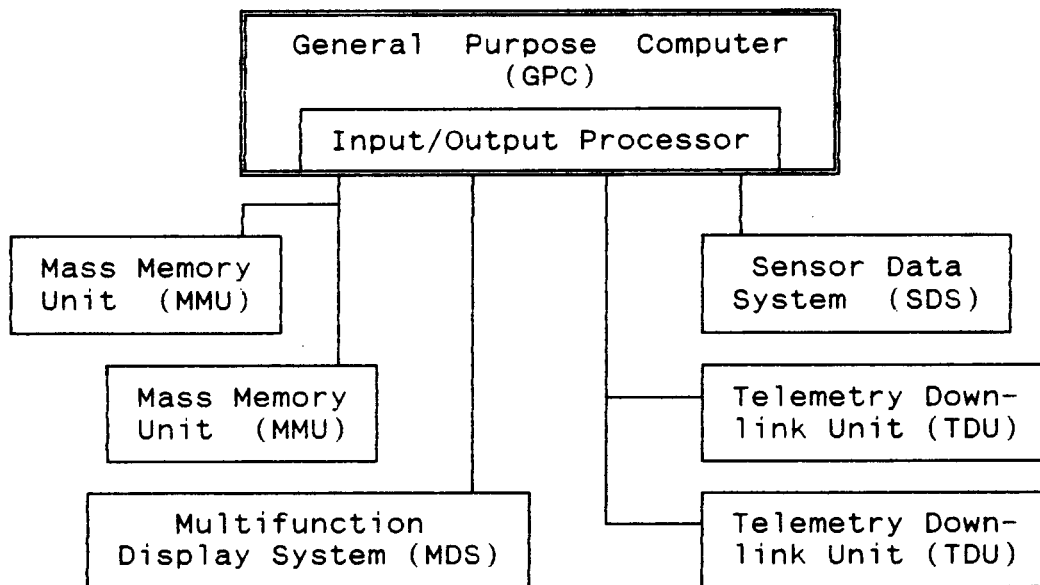 General Purpose Computer
(GPC)
Input/Output Processor
Mass Memory
Unit (MMU)
Sensor Data
System (SDS)
Mass Memory
Unit (MMU)
Telemetry Down-
link Unit (TDU)
Multifunction
Display System (MDS)
Telemetry Down-
link Unit (TDU)